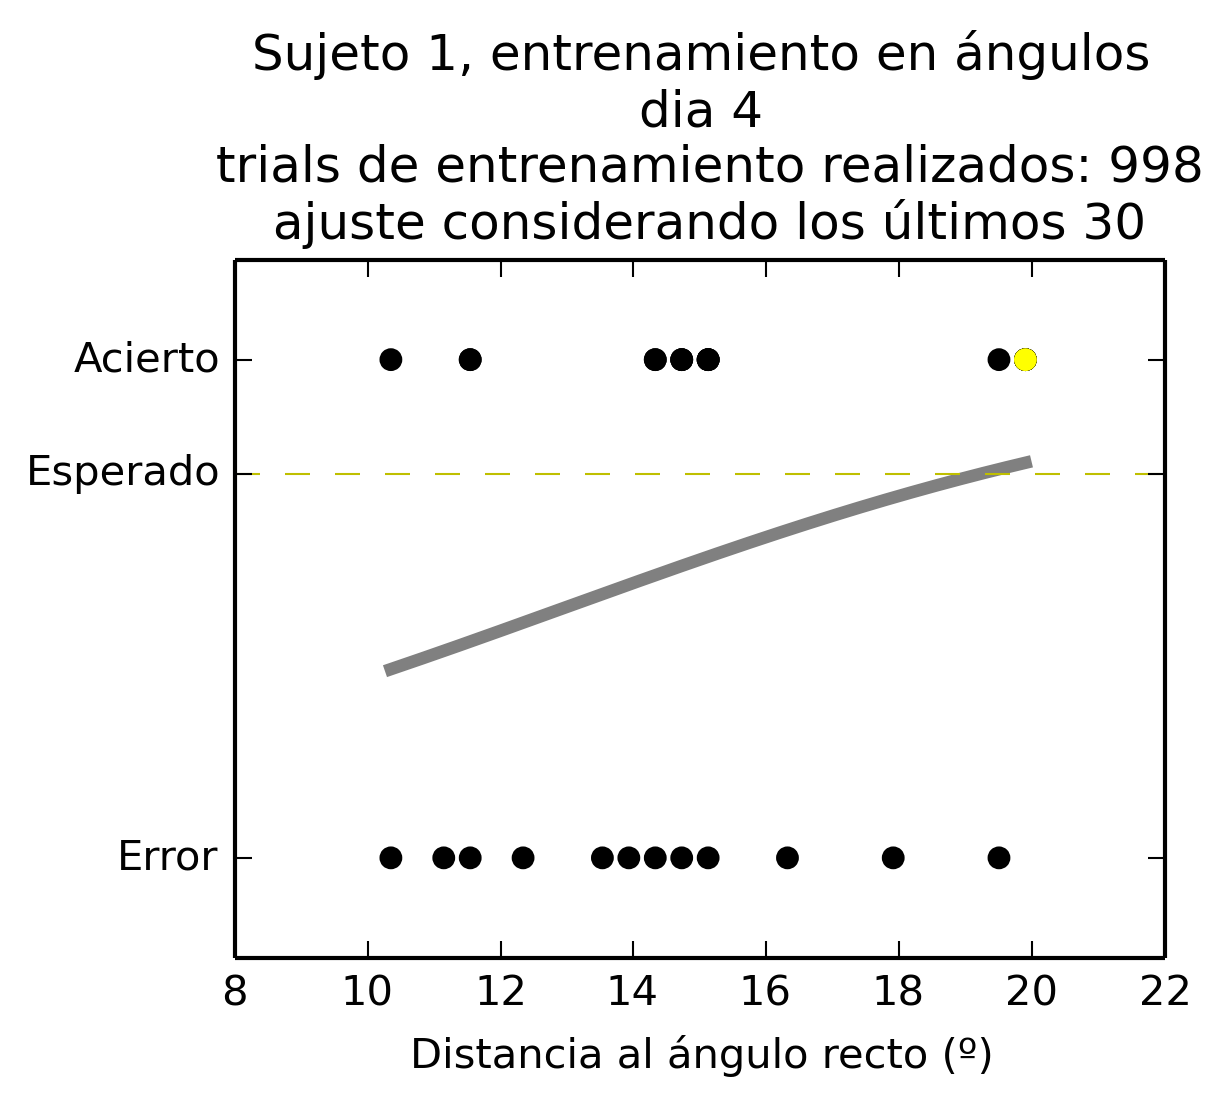 Sujeto 1, entrenamiento en ángulos
dia 4
trials de entrenamiento realizados: 998
ajuste considerando los últimos 30
Acierto
Esperado
Error
8 10 12 14 16 18 20 22
Distancia al ángulo recto (º)